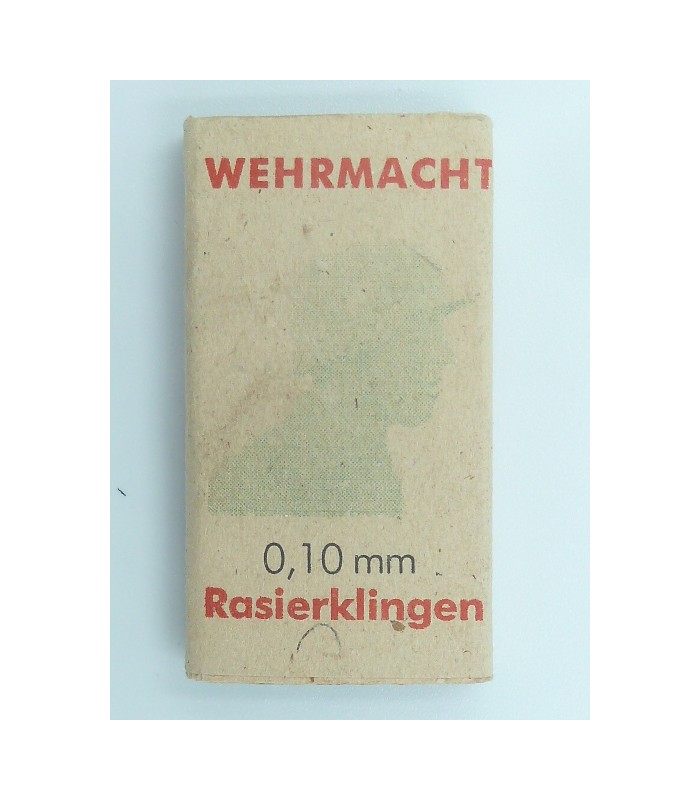 WEHRMACHT
0,10 mm
Rasierklingen